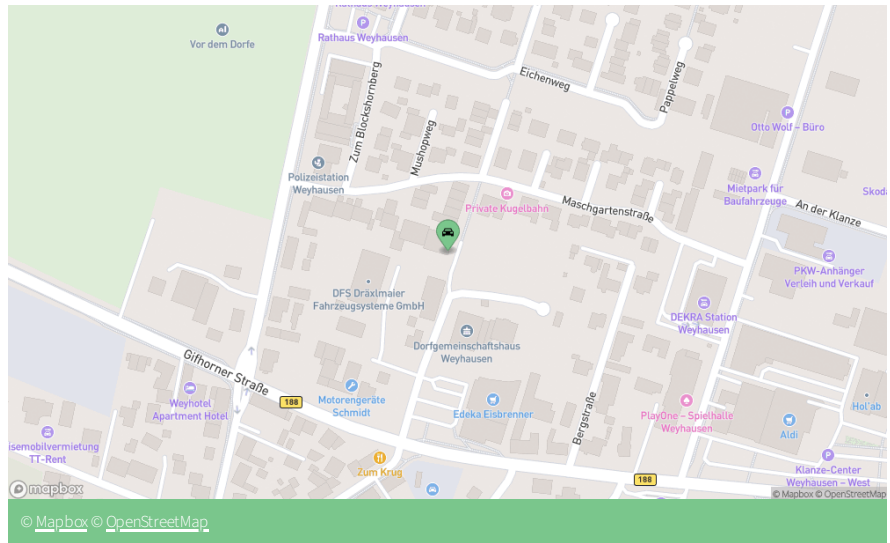 Rathaus Weyhausen
Vor dem Dorfe
Rathaus Weyhausen
Eichenweg
Pappelweg
Zum Blockshornberg
Mushopweg
Otto Wolf – Büro
Polizeistation
Weyhausen
Mietpark für
Baufahrzeuge
Skoda
Private Kugelbahn
Maschgartenstraße
An der Klanze
PKW-Anhänger
Verleih und Verkauf
DFS Dräxlmaier
Fahrzeugsysteme GmbH
DEKRA Station
Weyhausen
Dorfgemeinschaftshaus
Weyhausen
Gifhorner Straße
188
Weyhotel
Apartment Hotel
Motorengeräte
Schmidt
Edeka Eisbrenner
Bergstraße
PlayOne – Spielhalle
Weyhausen
Hol'ab
Aldi
isemobilvermietung
TT-Rent
Zum Krug
Klanze-Center
Weyhausen – West
188
mapbox
© Mapbox © OpenStreetMap
© Mapbox © OpenStreetMap